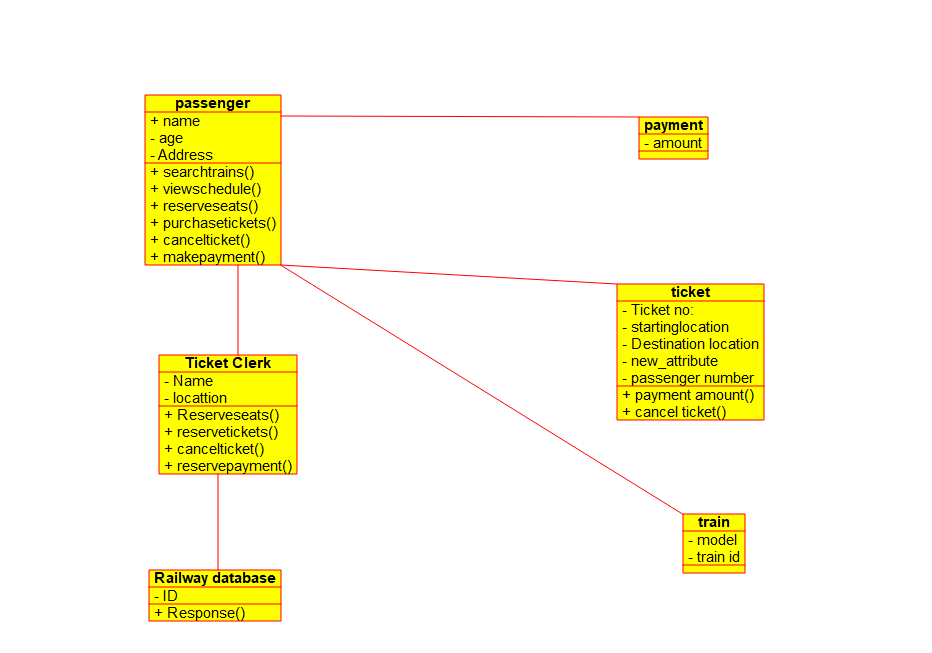 passenger
+ name
- age
- Address
+ searchtrains()
+ viewschedule()
+ reserveseats()
+ purchasetickets()
+ cancelticket()
+ makepayment()
payment
- amount
ticket
- Ticket no:
- startinglocation
- Destination location
- new_attribute
- passenger number
+ payment amount()
+ cancel ticket()
Ticket Clerk
- Name
- locattion
+ Reserveseats()
+ reservetickets()
+ cancelticket()
+ reservepayment()
train
- model
- train id
Railway database
- ID
+ Response()